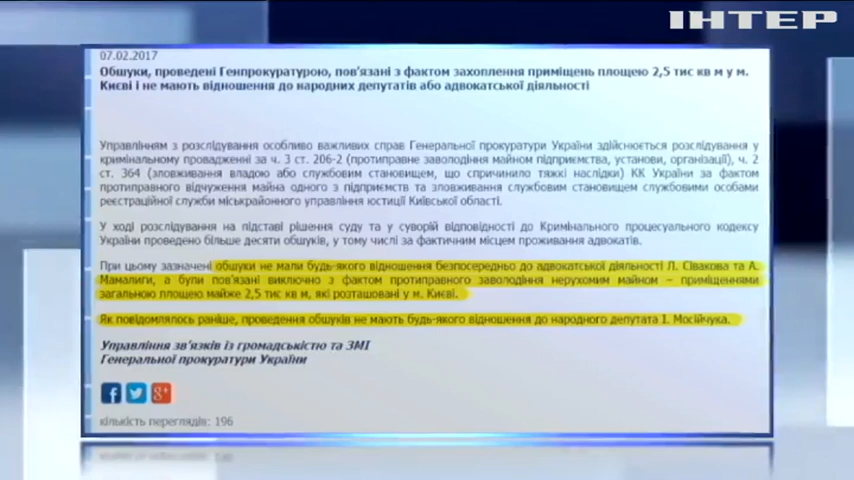 ІНТЕР
07.02.2017
Обшуки, проведені Генпрокуратурою, пов'язані з фактом захоплення приміщень площею 2,5 тис кв м у м.
Києві і не мають відношення до народних депутатів або адвокатської діяльності
Управлінням з розслідування особливо важливих справ Генеральної прокуратури України здійснюється розслідування у
кримінальному провадженні за ч. 3 ст. 206-2 (протиправне заволодіння майном підприємства, установи, організації), ч. 2
ст. 364 (зловживання владою або службовим становищем, що спричинило тяжкі наслідки) КК України за фактом
протиправного відчуження майна одного з підприємств та зловживання службовим становищем службовими особами
реєстраційної служби міськрайонного управління юстиції Київської області.
У ході розслідування на підставі рішення суду та у суворій відповідності до Кримінального процесуального кодексу
України проведено більше десяти обшуків, у тому числі за фактичним місцем проживання адвокатів.
При цьому зазначені обшуки не мали будь-якого відношення безпосередньо до адвокатської діяльності Л. Сівакова та А.
Мамалиги, а були пов'язані виключно з фактом протиправного заволодіння нерухомим майном – приміщеннями
загальною площею майже 2,5 тис кв м, які розташовані у м. Києві.
Як повідомлялось раніше, проведення обшуків не мають будь-якого відношення до народного депутата І. Мосійчука.
Управління зв'язків із громадськістю та ЗМІ
Генеральної прокуратури України
кількість переглядів: 196